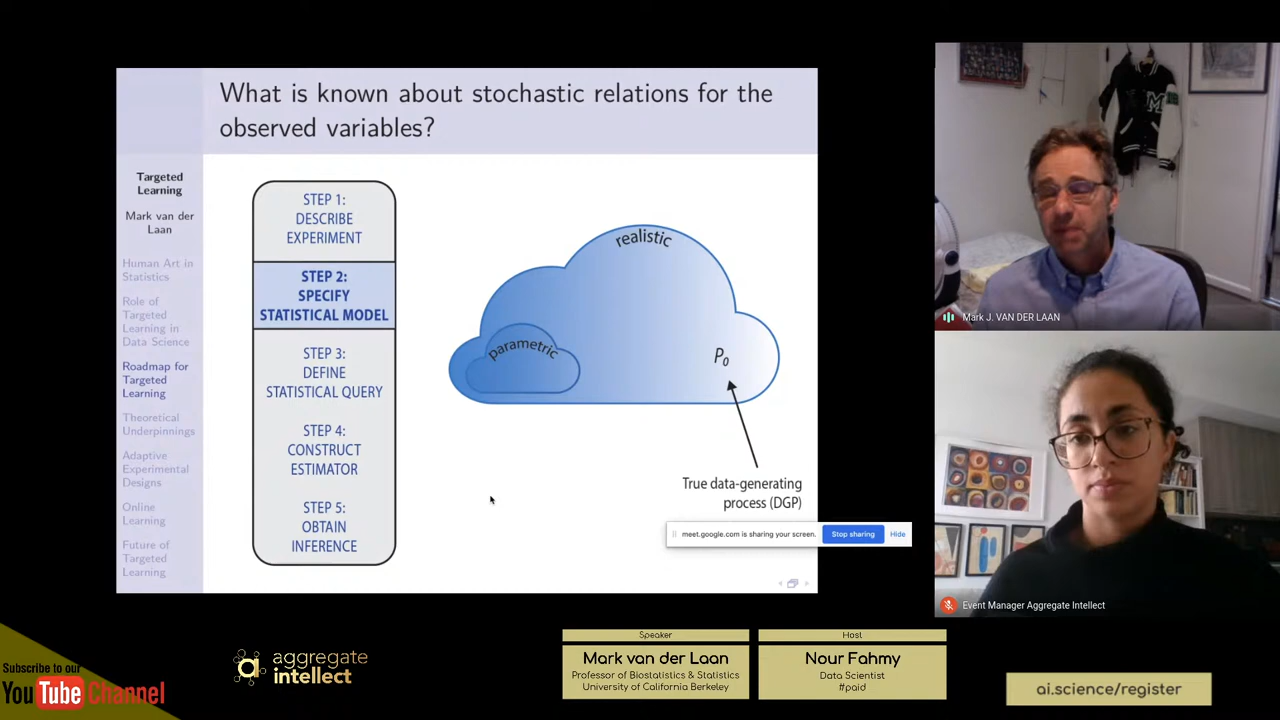 What is known about stochastic relations for the
observed variables?
Targeted
Learning
Mark van der
Laan
Human Art in
Statistics
Role of
Targeted
Learning in
Data Science
Roadmap for
Targeted
Learning
Theoretical
Underpinnings
Adaptive
Experimental
Designs
Online
Learning
Future of
Targeted
Learning
STEP 1:
DESCRIBE
EXPERIMENT
STEP 2:
SPECIFY
STATISTICAL MODEL
STEP 3:
DEFINE
STATISTICAL QUERY
STEP 4:
CONSTRUCT
ESTIMATOR
STEP 5:
OBTAIN
INFERENCE
realistic
parametric
P₀
True data-generating
process (DGP)
meet.google.com is sharing your screen.
Stop sharing
Hide
M
Mark J. VAN DER LAAN
Event Manager Aggregate Intellect
Subscribe to our
YouTube Channel
a
aggregate
intellect
Speaker
Mark van der Laan
Professor of Biostatistics & Statistics
University of California Berkeley
Host
Nour Fahmy
Data Scientist
#paid
ai.science/register